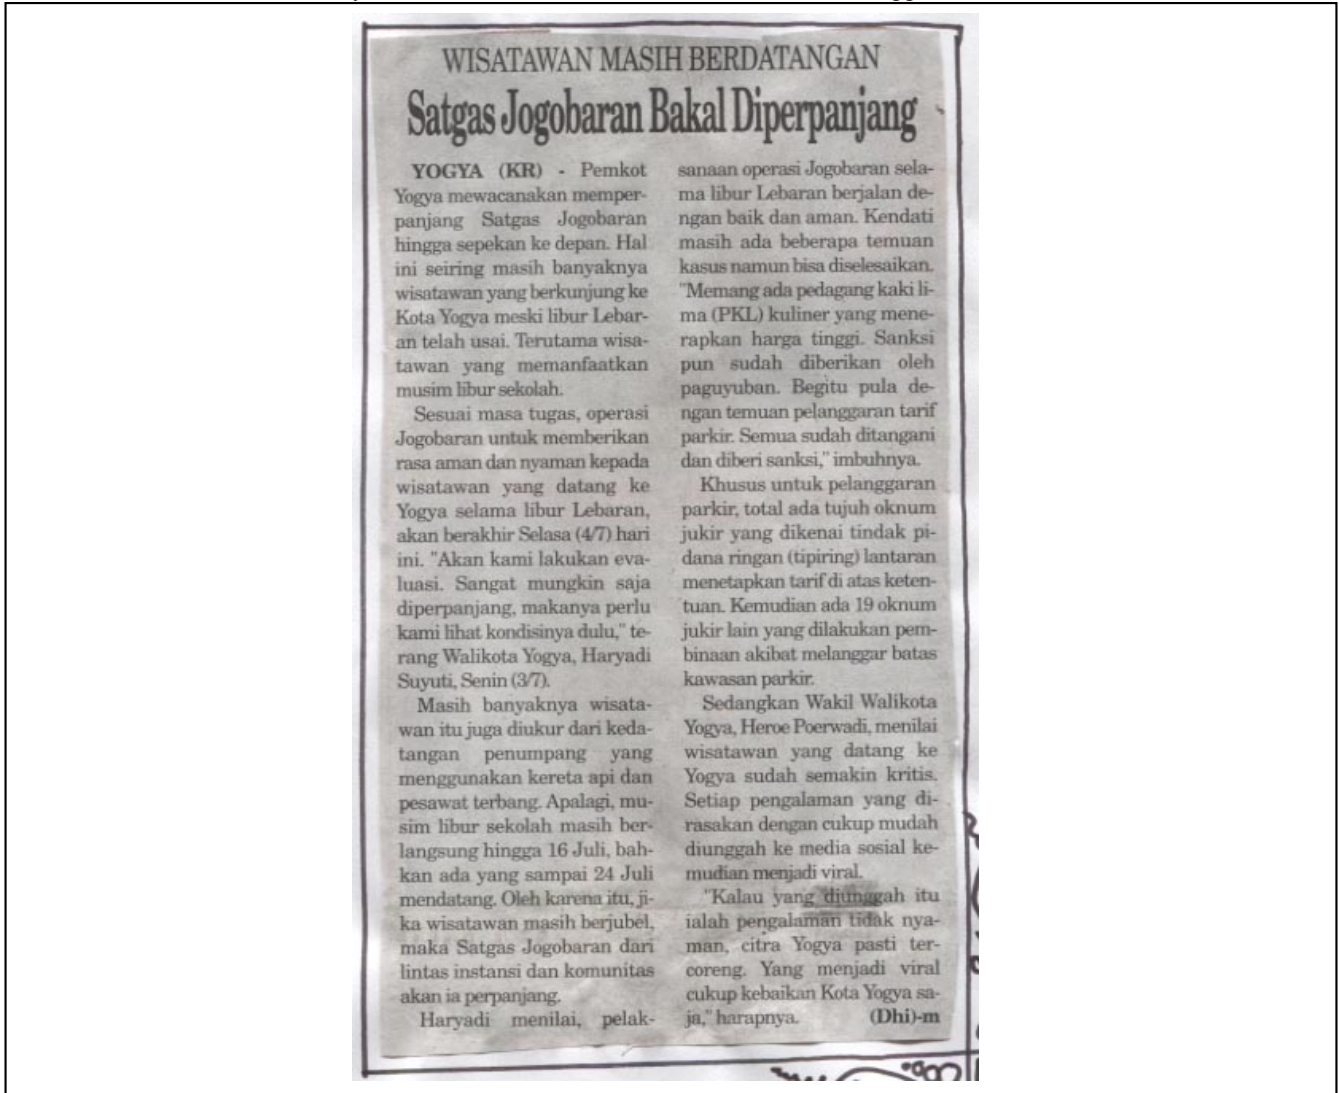 WISATAWAN MASIH BERDATANGAN
Satgas Jogobaran Bakal Diperpanjang
YOGYA (KR) - Pemkot
Yogya mewacanakan memper-
panjang Satgas Jogobaran
hingga sepekan ke depan. Hal
ini seiring masih banyaknya
wisatawan yang berkunjung ke
Kota Yogya meski libur Lebar-
an telah usai. Terutama wisa-
tawan yang memanfaatkan
musim libur sekolah.
Sesuai masa tugas, operasi
Jogobaran untuk memberikan
rasa aman dan nyaman kepada
wisatawan yang datang ke
Yogya selama libur Lebaran,
akan berakhir Selasa (4/7) hari
ini. "Akan kami lakukan eva-
luasi. Sangat mungkin saja
diperpanjang, makanya perlu
kami lihat kondisinya dulu," te-
rang Walikota Yogya, Haryadi
Suyuti, Senin (3/7).
Masih banyaknya wisata-
wan itu juga diukur dari keda-
tangan penumpang yang
menggunakan kereta api dan
pesawat terbang. Apalagi, mu-
sim libur sekolah masih ber-
langsung hingga 16 Juli, bah-
kan ada yang sampai 24 Juli
mendatang. Oleh karena itu, ji-
ka wisatawan masih berjubel,
maka Satgas Jogobaran dari
lintas instansi dan komunitas
akan ia perpanjang.
Haryadi menilai, pelak-
sanaan operasi Jogobaran sela-
ma libur Lebaran berjalan de-
ngan baik dan aman. Kendati
masih ada beberapa temuan
kasus namun bisa diselesaikan.
"Memang ada pedagang kaki li-
ma (PKL) kuliner yang mene-
rapkan harga tinggi. Sanksi
pun sudah diberikan oleh
paguyuban. Begitu pula de-
ngan temuan pelanggaran tarif
parkir. Semua sudah ditangani
dan diberi sanksi," imbuhnya.
Khusus untuk pelanggaran
parkir, total ada tujuh oknum
jukir yang dikenai tindak pi-
dana ringan (tipiring) lantaran
menetapkan tarif di atas keten-
tuan. Kemudian ada 19 oknum
jukir lain yang dilakukan pem-
binaan akibat melanggar batas
kawasan parkir.
Sedangkan Wakil Walikota
Yogya, Heroe Poerwadi, menilai
wisatawan yang datang ke
Yogya sudah semakin kritis.
Setiap pengalaman yang di-
rasakan dengan cukup mudah
diunggah ke media sosial ke-
mudian menjadi viral.
"Kalau yang diunggah itu
ialah pengalaman tidak nya-
man, citra Yogya pasti ter-
coreng. Yang menjadi viral
cukup kebaikan Kota Yogya sa-
ja," harapnya. (Dhi)-m